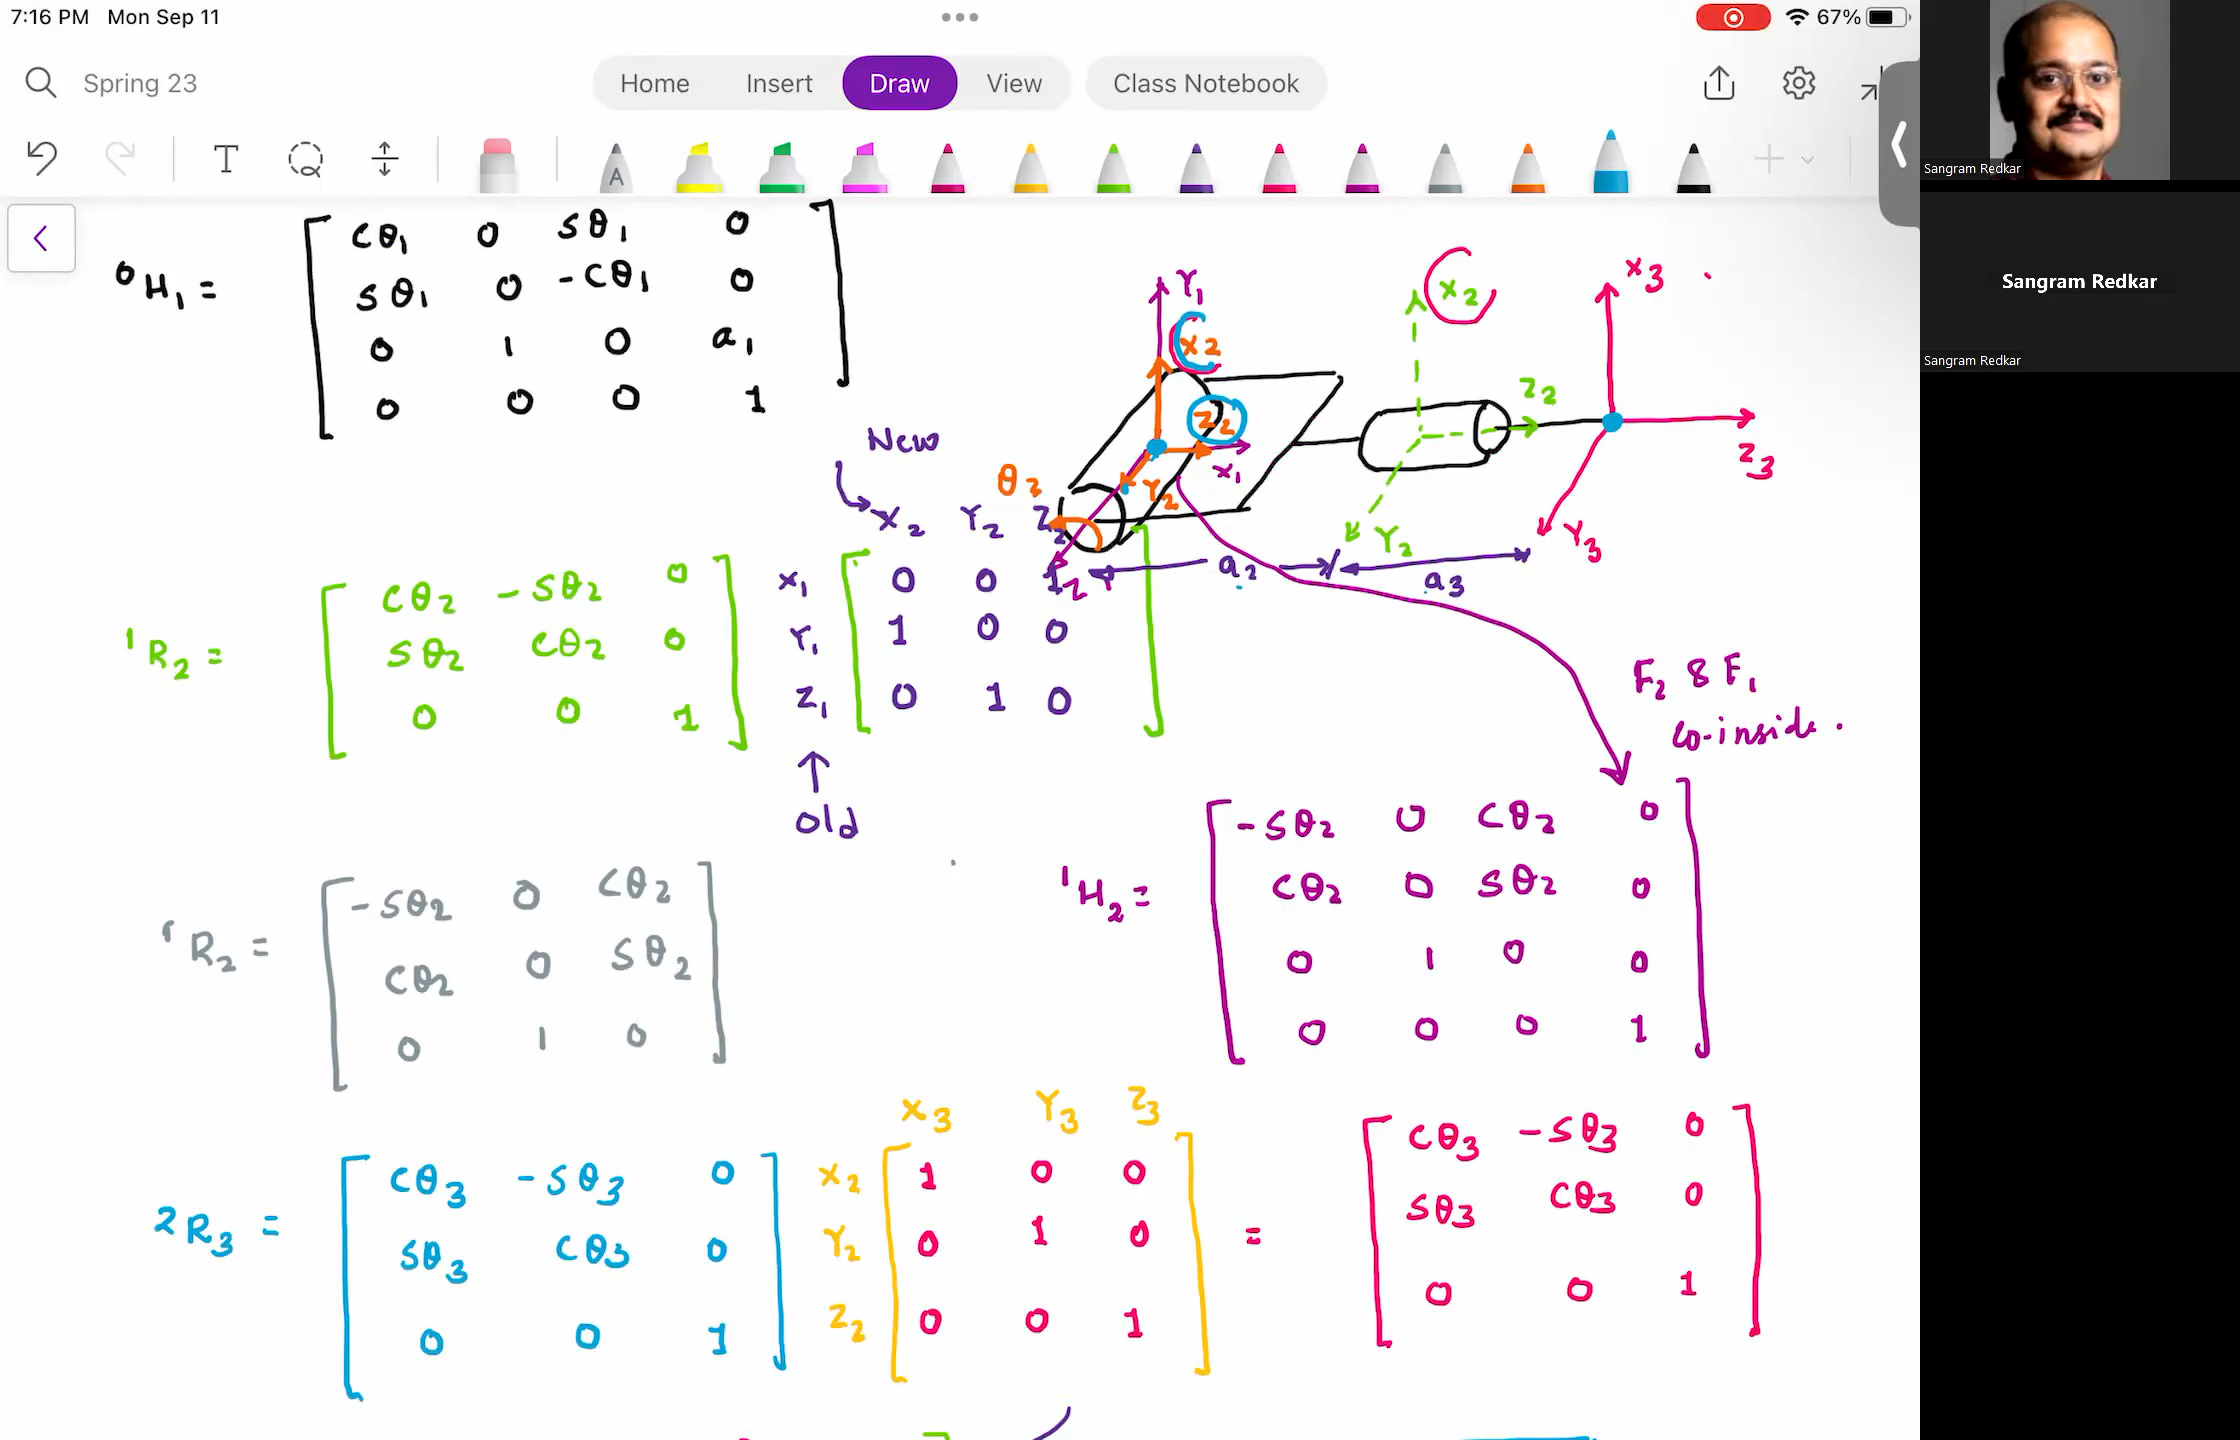 7:16 PM Mon Sep 11
67%
Spring 23
Home Insert Draw View Class Notebook
T
A
Sangram Redkar
Sangram Redkar
Sangram Redkar
⁰H₁ =
cθ₁ 0 sθ₁ 0
sθ₁ 0 -cθ₁ 0
0 1 0 a₁
0 0 0 1
Y₁
X₂
Z₂
X₁
Y₂
θ₂
X₂
Z₂
Y₂
X₃
Z₃
Y₃
a₂
a₃
New
X₂ Y₂ Z₂
¹R₂ =
cθ₂ -sθ₂ 0
sθ₂ cθ₂ 0
0 0 1
X₁ 0 0 1
Y₁ 1 0 0
Z₁ 0 1 0
old
F₂ & F₁
co-inside.
¹R₂ =
-sθ₂ 0 cθ₂
cθ₂ 0 sθ₂
0 1 0
¹H₂ =
-sθ₂ 0 cθ₂ 0
cθ₂ 0 sθ₂ 0
0 1 0 0
0 0 0 1
X₃ Y₃ Z₃
²R₃ =
cθ₃ -sθ₃ 0
sθ₃ cθ₃ 0
0 0 1
X₂ 1 0 0
Y₂ 0 1 0
Z₂ 0 0 1
=
cθ₃ -sθ₃ 0
sθ₃ cθ₃ 0
0 0 1